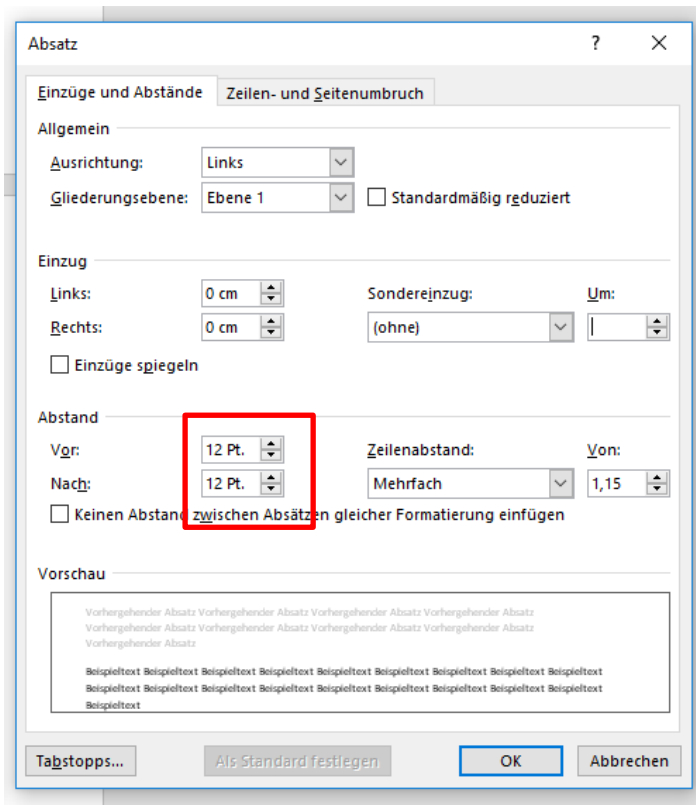 Absatz ?
Einzüge und Abstände Zeilen- und Seitenumbruch
Allgemein
Ausrichtung: Links
Gliederungsebene: Ebene 1 Standardmäßig reduziert
Einzug
Links: 0 cm Sondereinzug: Um:
Rechts: 0 cm (ohne)
Einzüge spiegeln
Abstand
Vor: 12 Pt. Zeilenabstand: Von:
Nach: 12 Pt. Mehrfach 1,15
Keinen Abstand zwischen Absätzen gleicher Formatierung einfügen
Vorschau
Vorhergehender Absatz Vorhergehender Absatz Vorhergehender Absatz Vorhergehender Absatz
Vorhergehender Absatz Vorhergehender Absatz Vorhergehender Absatz Vorhergehender Absatz
Vorhergehender Absatz
Beispieltext Beispieltext Beispieltext Beispieltext Beispieltext Beispieltext Beispieltext Beispieltext Beispieltext
Beispieltext Beispieltext Beispieltext Beispieltext Beispieltext Beispieltext Beispieltext Beispieltext Beispieltext
Beispieltext
Tabstopps... Als Standard festlegen OK Abbrechen